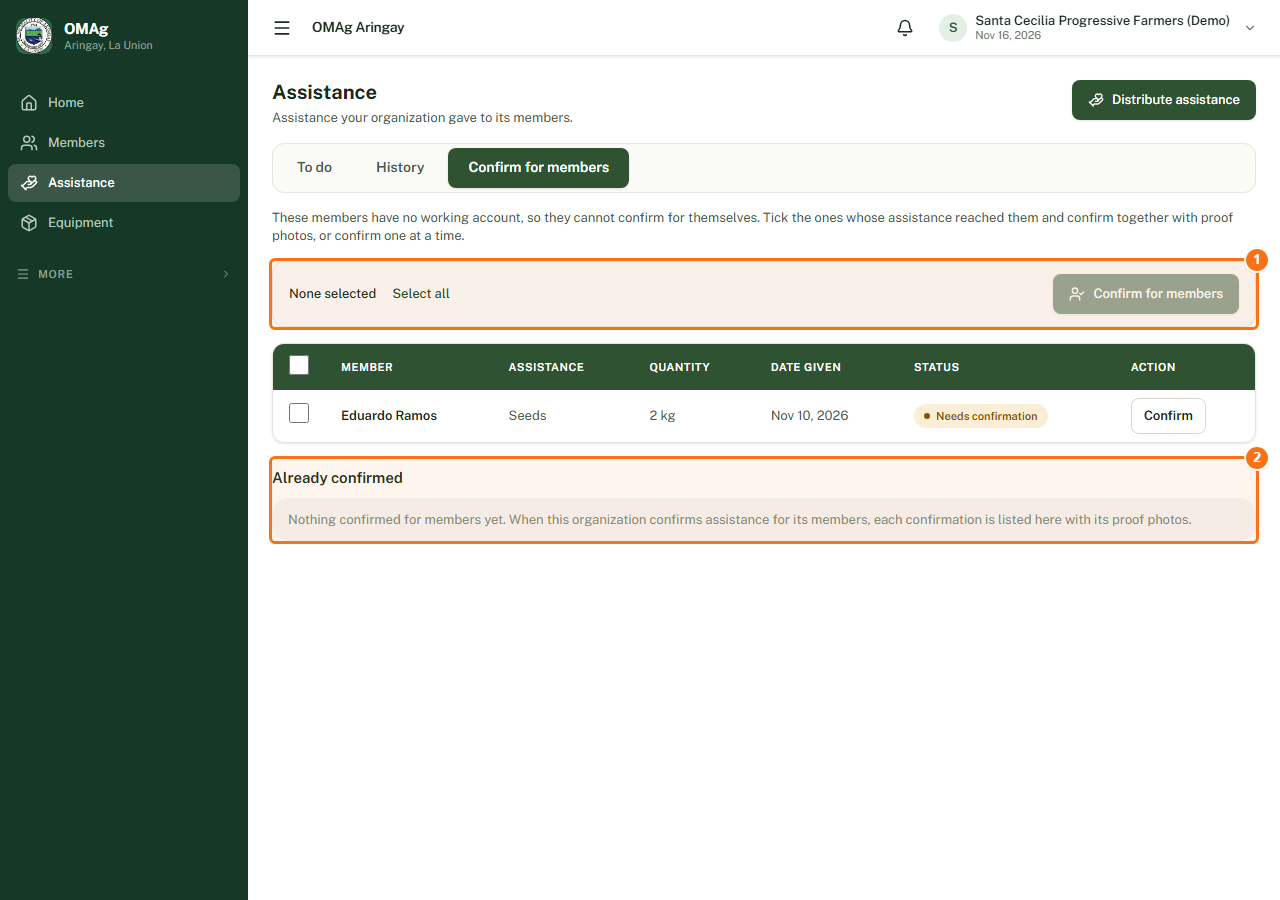 OMAg
Aringay, La Union
Home
Members
Assistance
Equipment
MORE
OMAg Aringay
S
Santa Cecilia Progressive Farmers (Demo)
Nov 16, 2026
Assistance
Assistance your organization gave to its members.
Distribute assistance
To do History Confirm for members
These members have no working account, so they cannot confirm for themselves. Tick the ones whose assistance reached them and confirm together with proof
photos, or confirm one at a time.
1
None selected Select all Confirm for members
MEMBER ASSISTANCE QUANTITY DATE GIVEN STATUS ACTION
Eduardo Ramos Seeds 2 kg Nov 10, 2026 Needs confirmation Confirm
2
Already confirmed
Nothing confirmed for members yet. When this organization confirms assistance for its members, each confirmation is listed here with its proof photos.